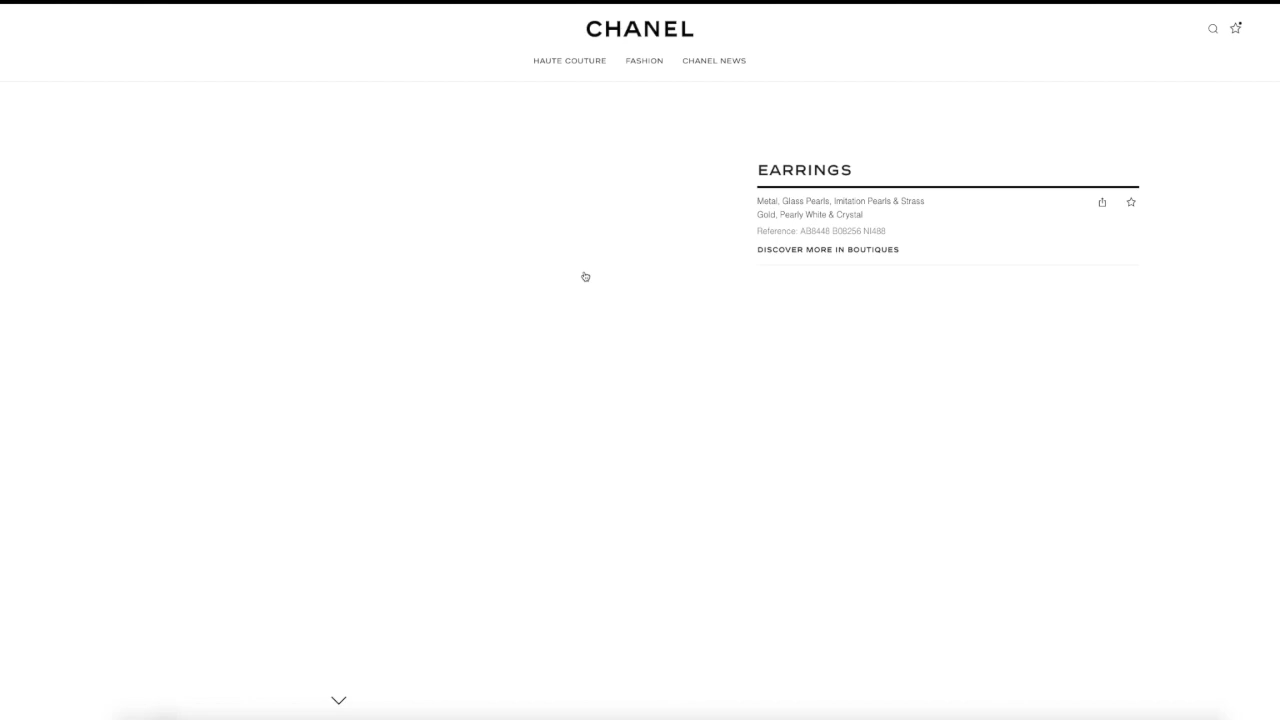 CHANEL
HAUTE COUTURE FASHION CHANEL NEWS
EARRINGS
Metal, Glass Pearls, Imitation Pearls & Strass
Gold, Pearly White & Crystal
Reference: AB8448 B08256 NI488
DISCOVER MORE IN BOUTIQUES